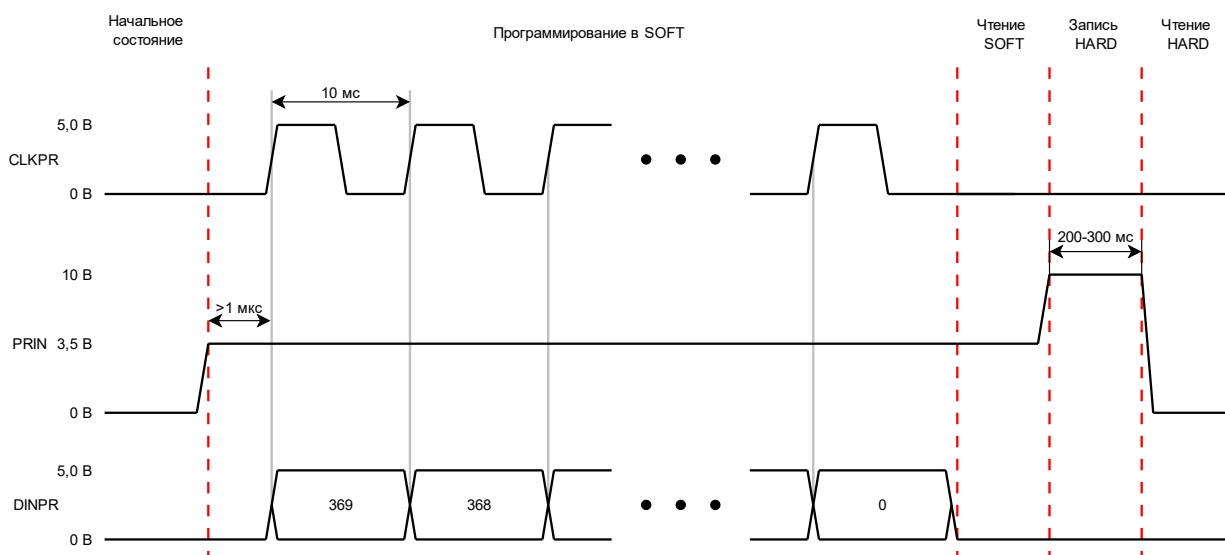 Начальное
состояние
Программирование в SOFT
Чтение
SOFT
Запись
HARD
Чтение
HARD
10 мс
5,0 В
CLKPR
0 В
200-300 мс
10 В
>1 мкс
PRIN 3,5 В
0 В
5,0 В
DINPR
369
368
0
0 В